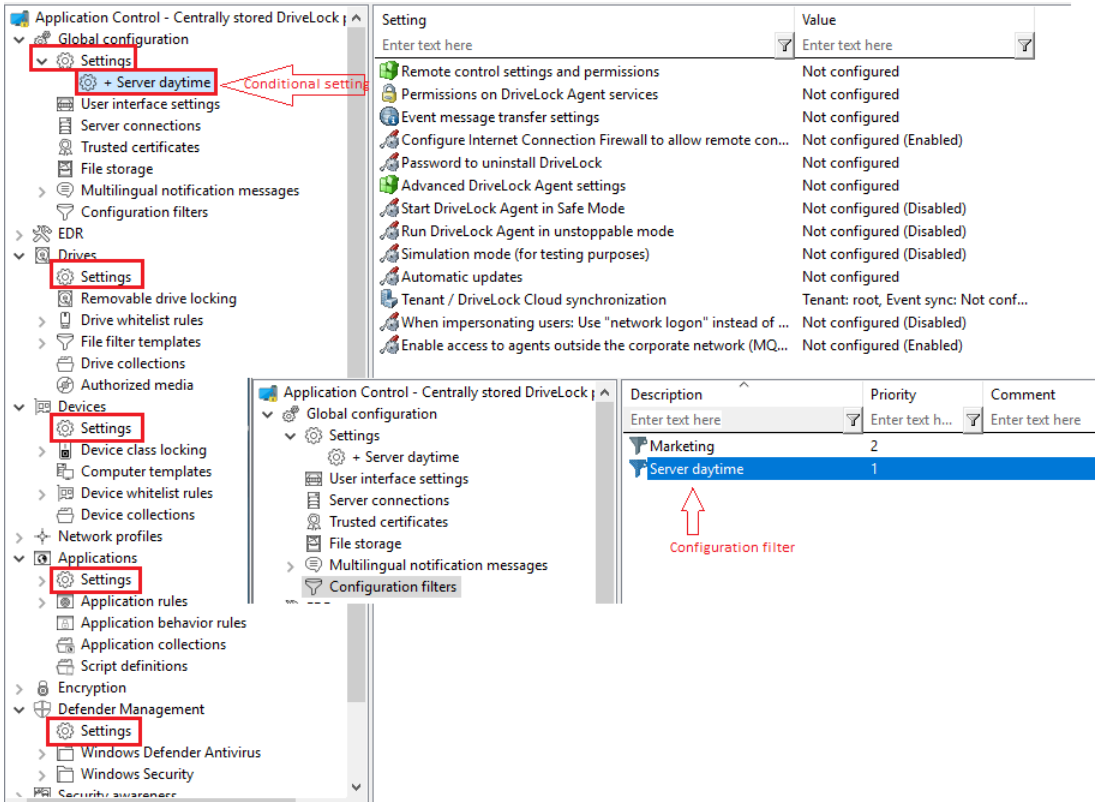 Application Control - Centrally stored DriveLock p
Global configuration
Settings
+ Server daytime
Conditional setting
User interface settings
Server connections
Trusted certificates
File storage
Multilingual notification messages
Configuration filters
EDR
Drives
Settings
Removable drive locking
Drive whitelist rules
File filter templates
Drive collections
Authorized media
Devices
Settings
Device class locking
Computer templates
Device whitelist rules
Device collections
Network profiles
Applications
Settings
Application rules
Application behavior rules
Application collections
Script definitions
Encryption
Defender Management
Settings
Windows Defender Antivirus
Windows Security
Security awareness
Setting Value
Enter text here Enter text here
Remote control settings and permissions Not configured
Permissions on DriveLock Agent services Not configured
Event message transfer settings Not configured
Configure Internet Connection Firewall to allow remote con... Not configured (Enabled)
Password to uninstall DriveLock Not configured
Advanced DriveLock Agent settings Not configured
Start DriveLock Agent in Safe Mode Not configured (Disabled)
Run DriveLock Agent in unstoppable mode Not configured (Disabled)
Simulation mode (for testing purposes) Not configured (Disabled)
Automatic updates Not configured
Tenant / DriveLock Cloud synchronization Tenant: root, Event sync: Not conf...
When impersonating users: Use "network logon" instead of ... Not configured (Disabled)
Enable access to agents outside the corporate network (MQ... Not configured (Enabled)
Application Control - Centrally stored DriveLock p
Global configuration
Settings
+ Server daytime
User interface settings
Server connections
Trusted certificates
File storage
Multilingual notification messages
Configuration filters
Description Priority Comment
Enter text here Enter text h... Enter text here
Marketing 2
Server daytime 1
Configuration filter